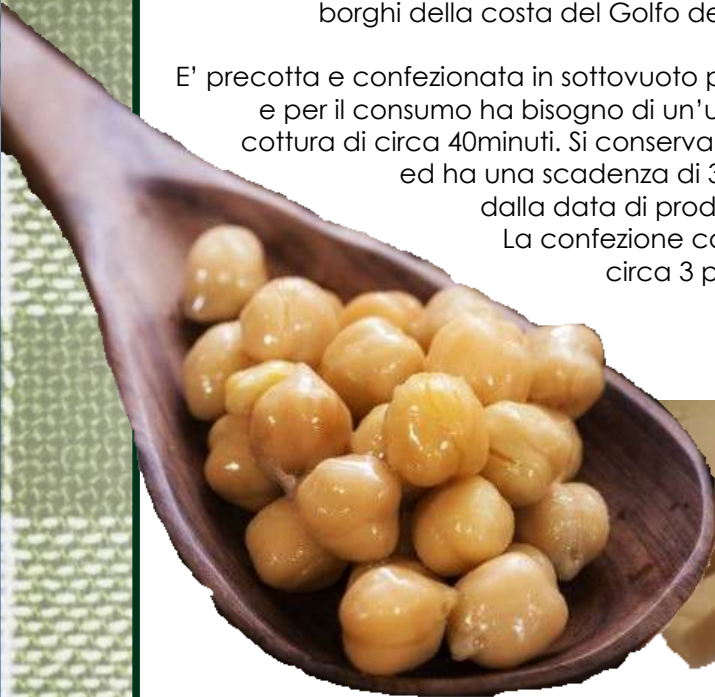 borghi della costa del Golfo de
E' precotta e confezionata in sottovuoto p
e per il consumo ha bisogno di un'u
cottura di circa 40minuti. Si conserva
ed ha una scadenza di 3
dalla data di prod
La confezione co
circa 3 p